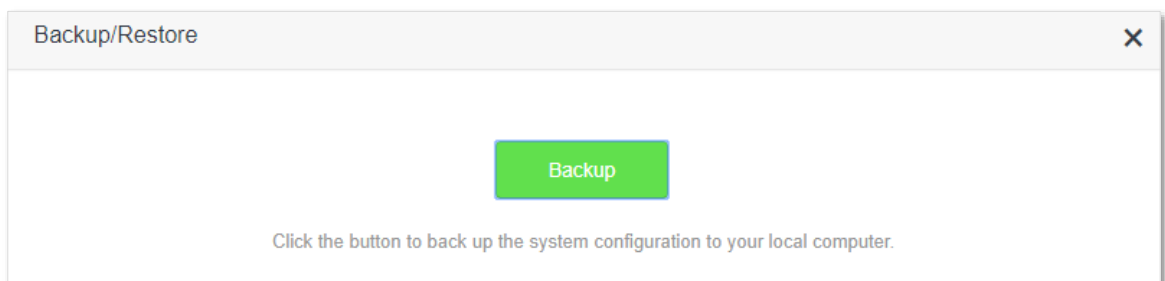 Backup/Restore
Backup
Click the button to back up the system configuration to your local computer.